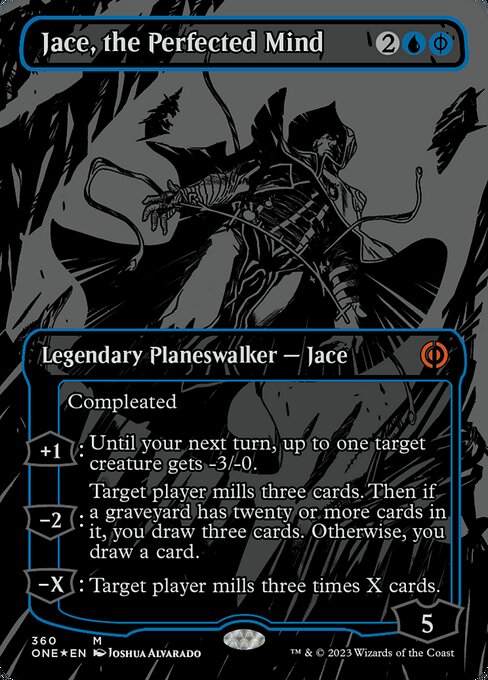 Jace, the Perfected Mind 2
Legendary Planeswalker — Jace
Compleated
+1 : Until your next turn, up to one target
creature gets -3/-0.
Target player mills three cards. Then if
−2 : a graveyard has twenty or more cards in
it, you draw three cards. Otherwise, you
draw a card.
−X : Target player mills three times X cards.
5
360 M
ONE★EN Joshua Alvarado
™ & © 2023 Wizards of the Coast